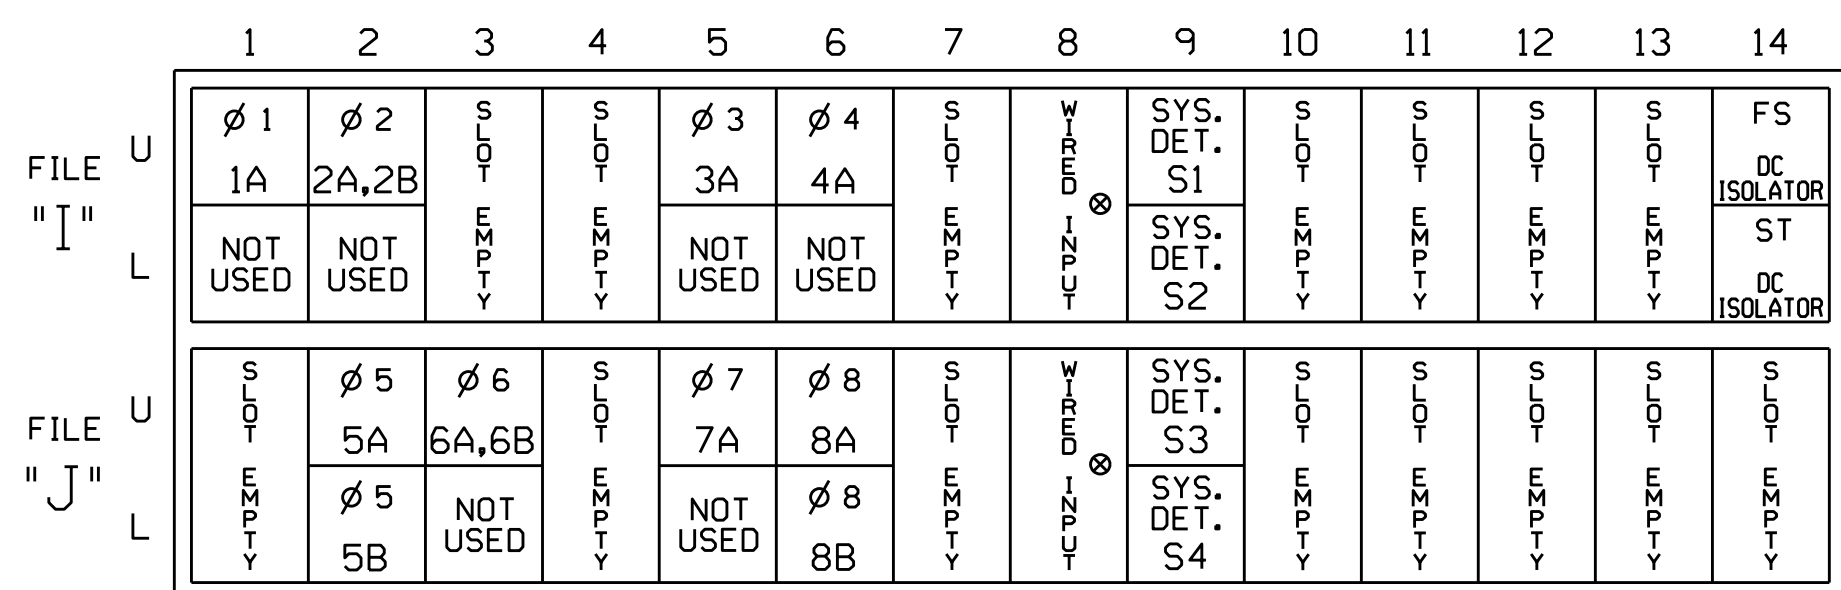 1 2 3 4 5 6 7 8 9 10 11 12 13 14
FILE
"I"
U
L
Ø 1
1A
NOT
USED
Ø 2
2A,2B
NOT
USED
SLOT EMPTY
SLOT EMPTY
Ø 3
3A
NOT
USED
Ø 4
4A
NOT
USED
SLOT EMPTY
WIRED INPUT
⊗
SYS.
DET.
S1
SYS.
DET.
S2
SLOT EMPTY
SLOT EMPTY
SLOT EMPTY
SLOT EMPTY
FS
DC
ISOLATOR
ST
DC
ISOLATOR
FILE
"J"
U
L
SLOT EMPTY
Ø 5
5A
Ø 5
5B
Ø 6
6A,6B
NOT
USED
SLOT EMPTY
Ø 7
7A
NOT
USED
Ø 8
8A
Ø 8
8B
SLOT EMPTY
WIRED INPUT
⊗
SYS.
DET.
S3
SYS.
DET.
S4
SLOT EMPTY
SLOT EMPTY
SLOT EMPTY
SLOT EMPTY
SLOT EMPTY